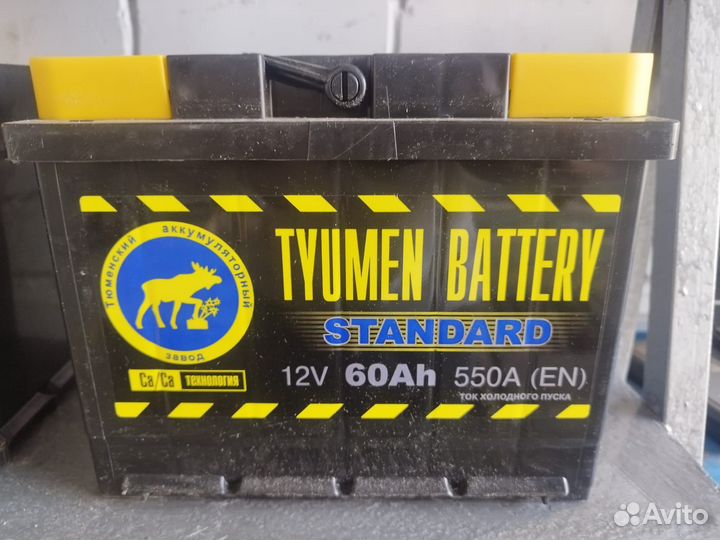 Тюменский аккумуляторный
завод
Ca/Ca технология
TYUMEN BATTERY
STANDARD
12V 60Ah 550A (EN)
ТОК ХОЛОДНОГО ПУСКА
Avito